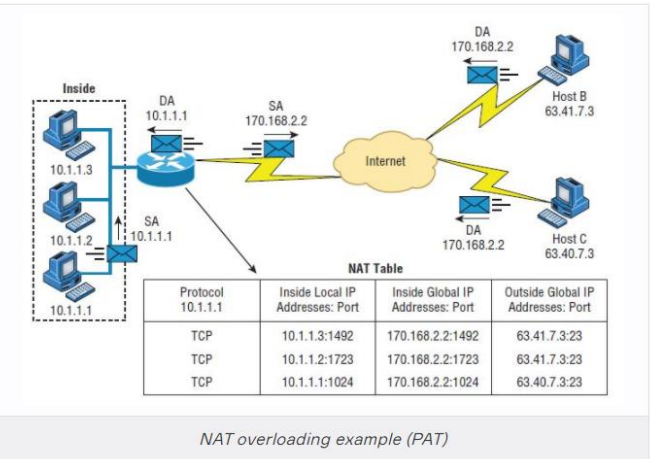 DA
170.168.2.2
Host B
63.41.7.3
Inside
DA
10.1.1.1
SA
170.168.2.2
Internet
10.1.1.3
10.1.1.2
SA
10.1.1.1
10.1.1.1
DA
170.168.2.2
Host C
63.40.7.3
NAT Table
Protocol
10.1.1.1
Inside Local IP
Addresses: Port
Inside Global IP
Addresses: Port
Outside Global IP
Addresses: Port
TCP 10.1.1.3:1492 170.168.2.2:1492 63.41.7.3:23
TCP 10.1.1.2:1723 170.168.2.2:1723 63.41.7.3:23
TCP 10.1.1.1:1024 170.168.2.2:1024 63.40.7.3:23
NAT overloading example (PAT)